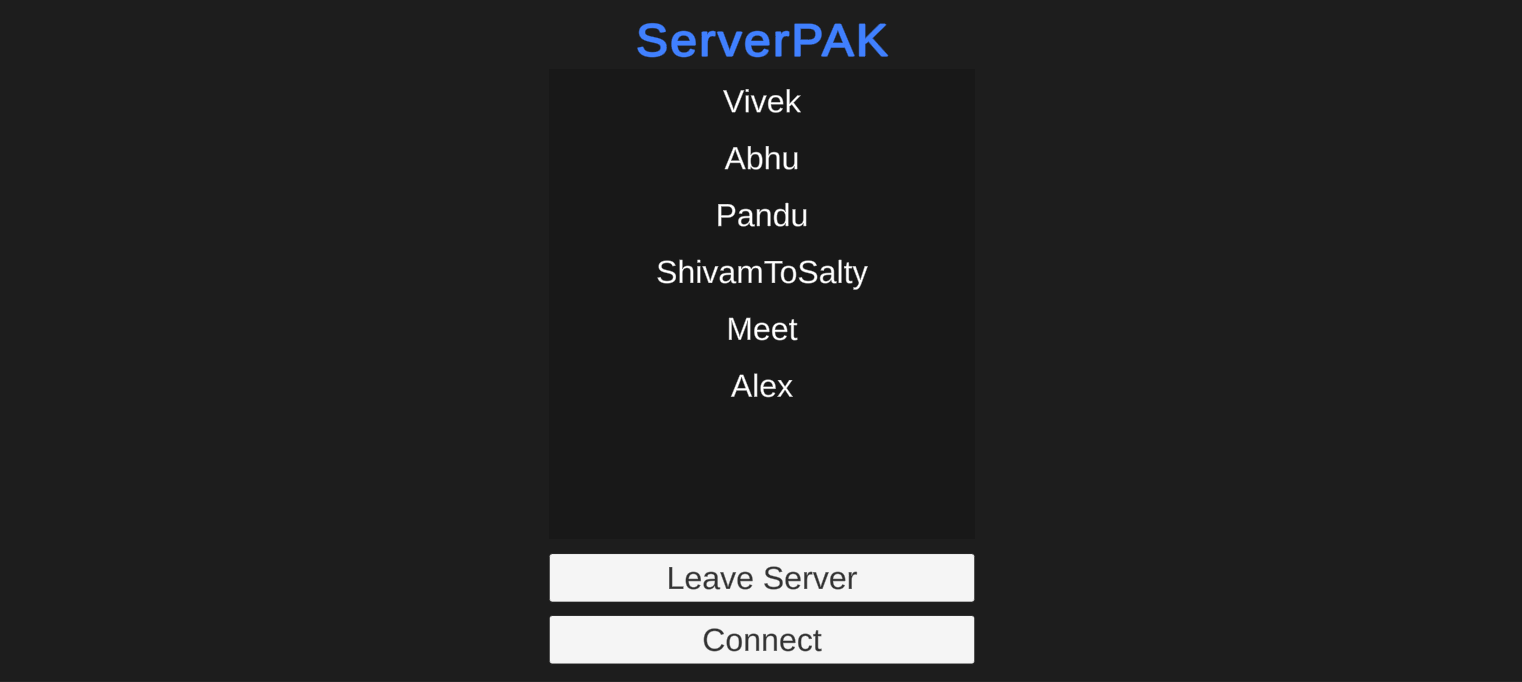 ServerPAK
Vivek
Abhu
Pandu
ShivamToSalty
Meet
Alex
Leave Server
Connect